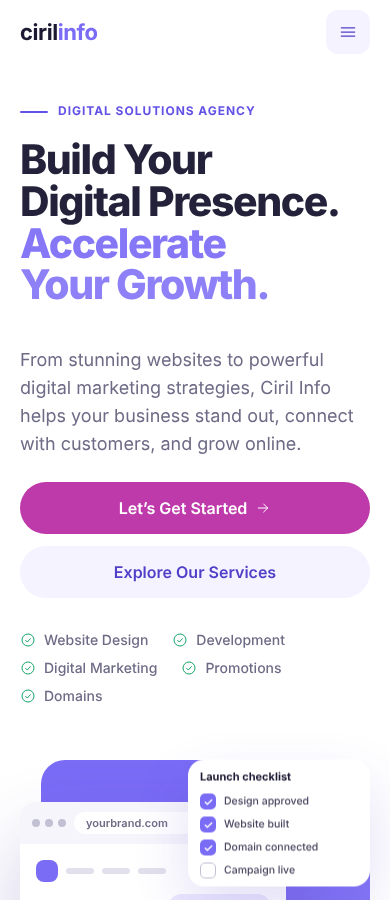 cirilinfo
DIGITAL SOLUTIONS AGENCY
Build Your
Digital Presence.
Accelerate
Your Growth.
From stunning websites to powerful
digital marketing strategies, Ciril Info
helps your business stand out, connect
with customers, and grow online.
Let’s Get Started →
Explore Our Services
Website Design
Development
Digital Marketing
Promotions
Domains
Launch checklist
yourbrand.com
Design approved
Website built
Domain connected
Campaign live